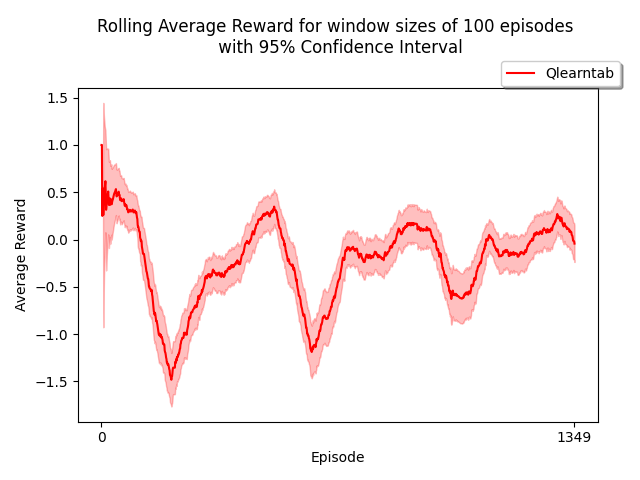 Rolling Average Reward for window sizes of 100 episodes
with 95% Confidence Interval
Qlearntab
1.5
1.0
0.5
0.0
−0.5
−1.0
−1.5
Average Reward
0
1349
Episode